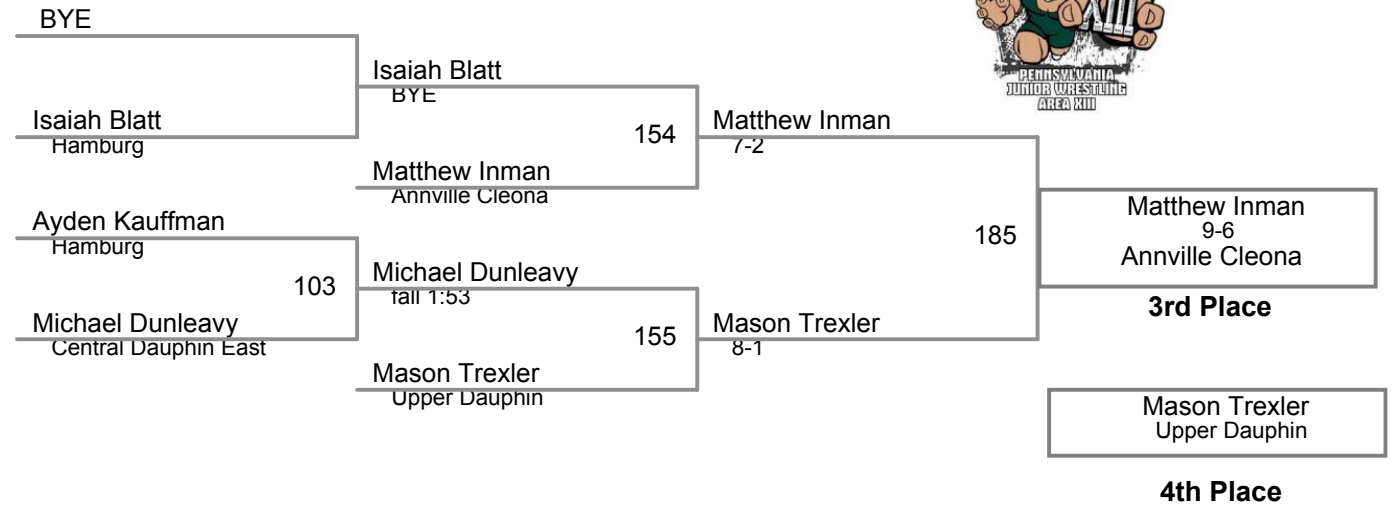 BYE
Isaiah Blatt
Hamburg
Ayden Kauffman
Hamburg
103
Michael Dunleavy
Central Dauphin East
Isaiah Blatt
BYE
154
Matthew Inman
Annville Cleona
Michael Dunleavy
fall 1:53
155
Mason Trexler
Upper Dauphin
Matthew Inman
7-2
185
Mason Trexler
8-1
PENNSYLVANIA
JUNIOR WRESTLING
AREA XIII
Matthew Inman
9-6
Annville Cleona
3rd Place
Mason Trexler
Upper Dauphin
4th Place